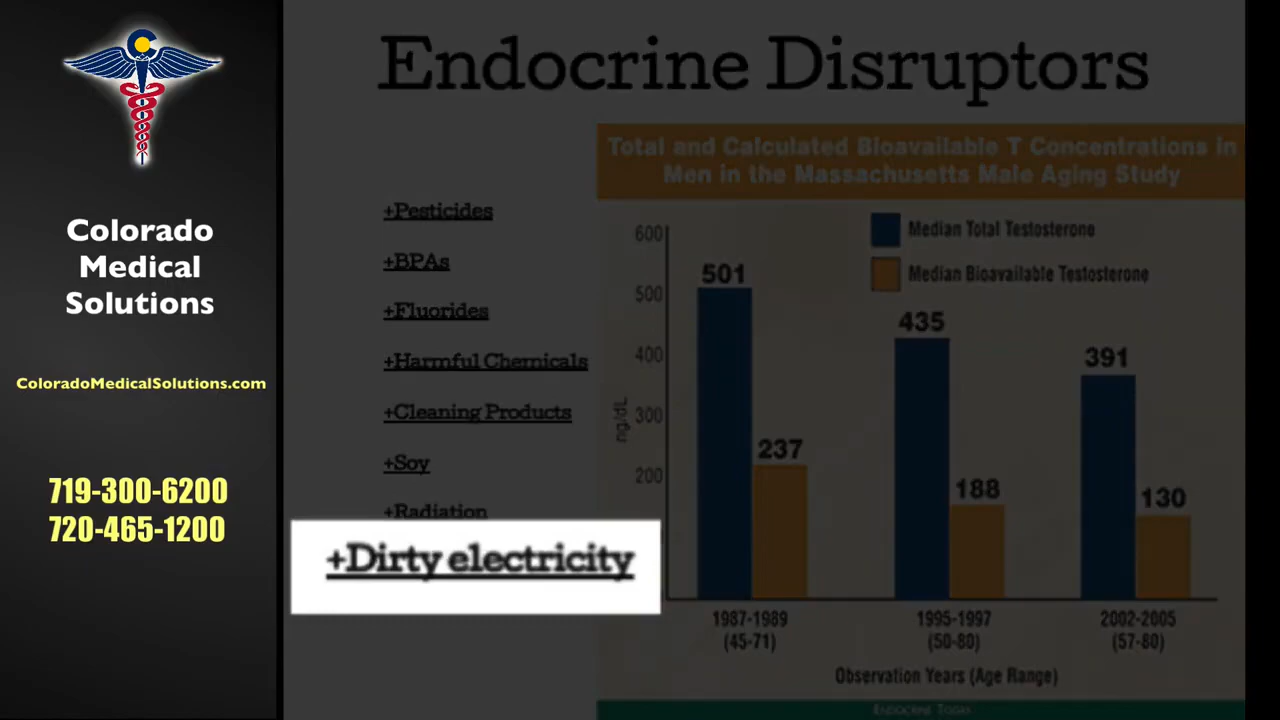 Colorado
Medical
Solutions
ColoradoMedicalSolutions.com
719-300-6200
720-465-1200
Endocrine Disruptors
+Pesticides
+BPAs
+Fluorides
+Harmful Chemicals
+Cleaning Products
+Soy
+Radiation
+Dirty electricity
Total and Calculated Bioavailable T Concentrations in
Men in the Massachusetts Male Aging Study
Median Total Testosterone
Median Bioavailable Testosterone
600
500
400
300
200
ng/dL
501
237
435
188
391
130
1987-1989
(45-71)
1995-1997
(50-80)
2002-2005
(57-80)
Observation Years (Age Range)
Endocrine Today